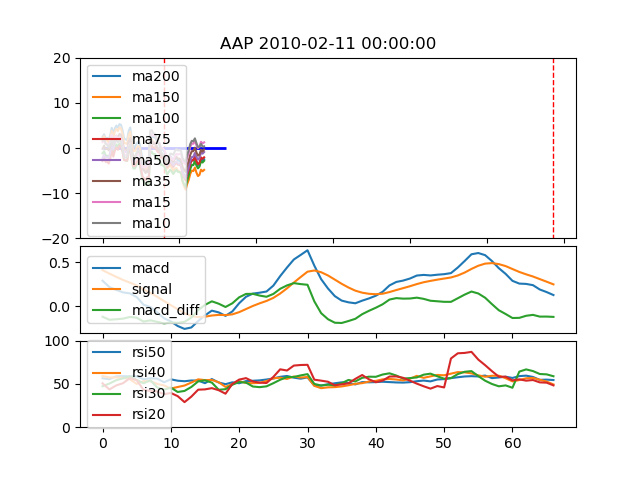 AAP 2010-02-11 00:00:00
20
10
0
−10
−20
ma200
ma150
ma100
ma75
ma50
ma35
ma15
ma10
0.5
0.0
macd
signal
macd_diff
100
50
0
rsi50
rsi40
rsi30
rsi20
0 10 20 30 40 50 60